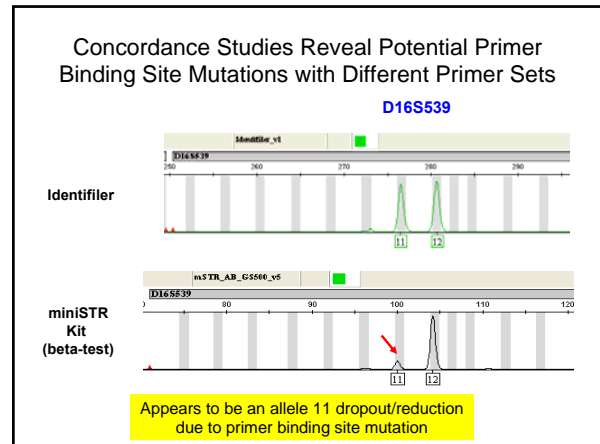 Concordance Studies Reveal Potential Primer
Binding Site Mutations with Different Primer Sets
D16S539
Identifiler_v1
D16S539
250 260 270 280 290
Identifiler
11 12
mSTR_AB_GS500_v5
D16S539
80 90 100 110 120
miniSTR
Kit
(beta-test)
11 12
Appears to be an allele 11 dropout/reduction
due to primer binding site mutation